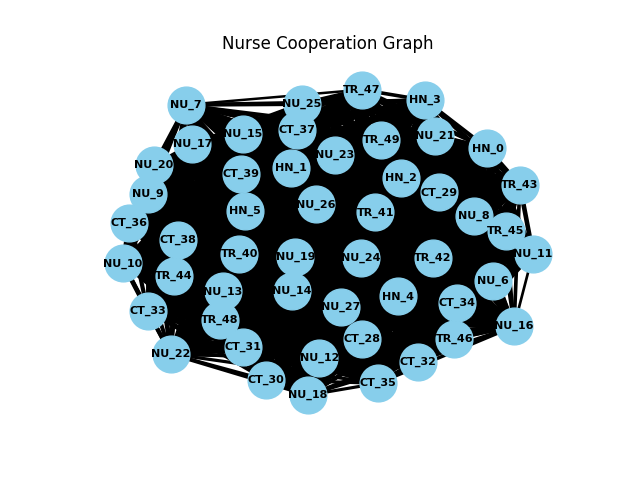 Nurse Cooperation Graph
TR_47
HN_3
NU_25
NU_7
CT_37
NU_15
NU_21
TR_49
NU_17
HN_0
NU_23
NU_20
HN_1
CT_39
HN_2
TR_43
CT_29
NU_9
NU_26
HN_5
TR_41
NU_8
CT_36
TR_45
CT_38
TR_40
NU_11
NU_19
NU_24
TR_42
NU_10
TR_44
NU_6
NU_13
NU_14
HN_4
CT_34
NU_27
CT_33
TR_48
NU_16
CT_28
TR_46
CT_31
NU_22
NU_12
CT_32
CT_30
CT_35
NU_18